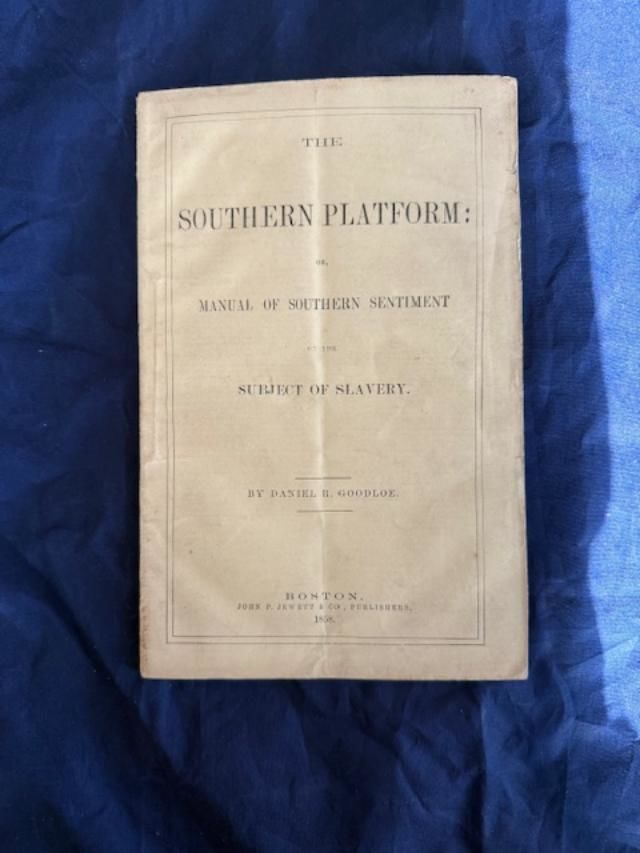 THE
SOUTHERN PLATFORM:
OR,
MANUAL OF SOUTHERN SENTIMENT
ON THE
SUBJECT OF SLAVERY.
BY DANIEL R. GOODLOE.
BOSTON.
JOHN P. JEWETT & CO., PUBLISHERS,
1858.